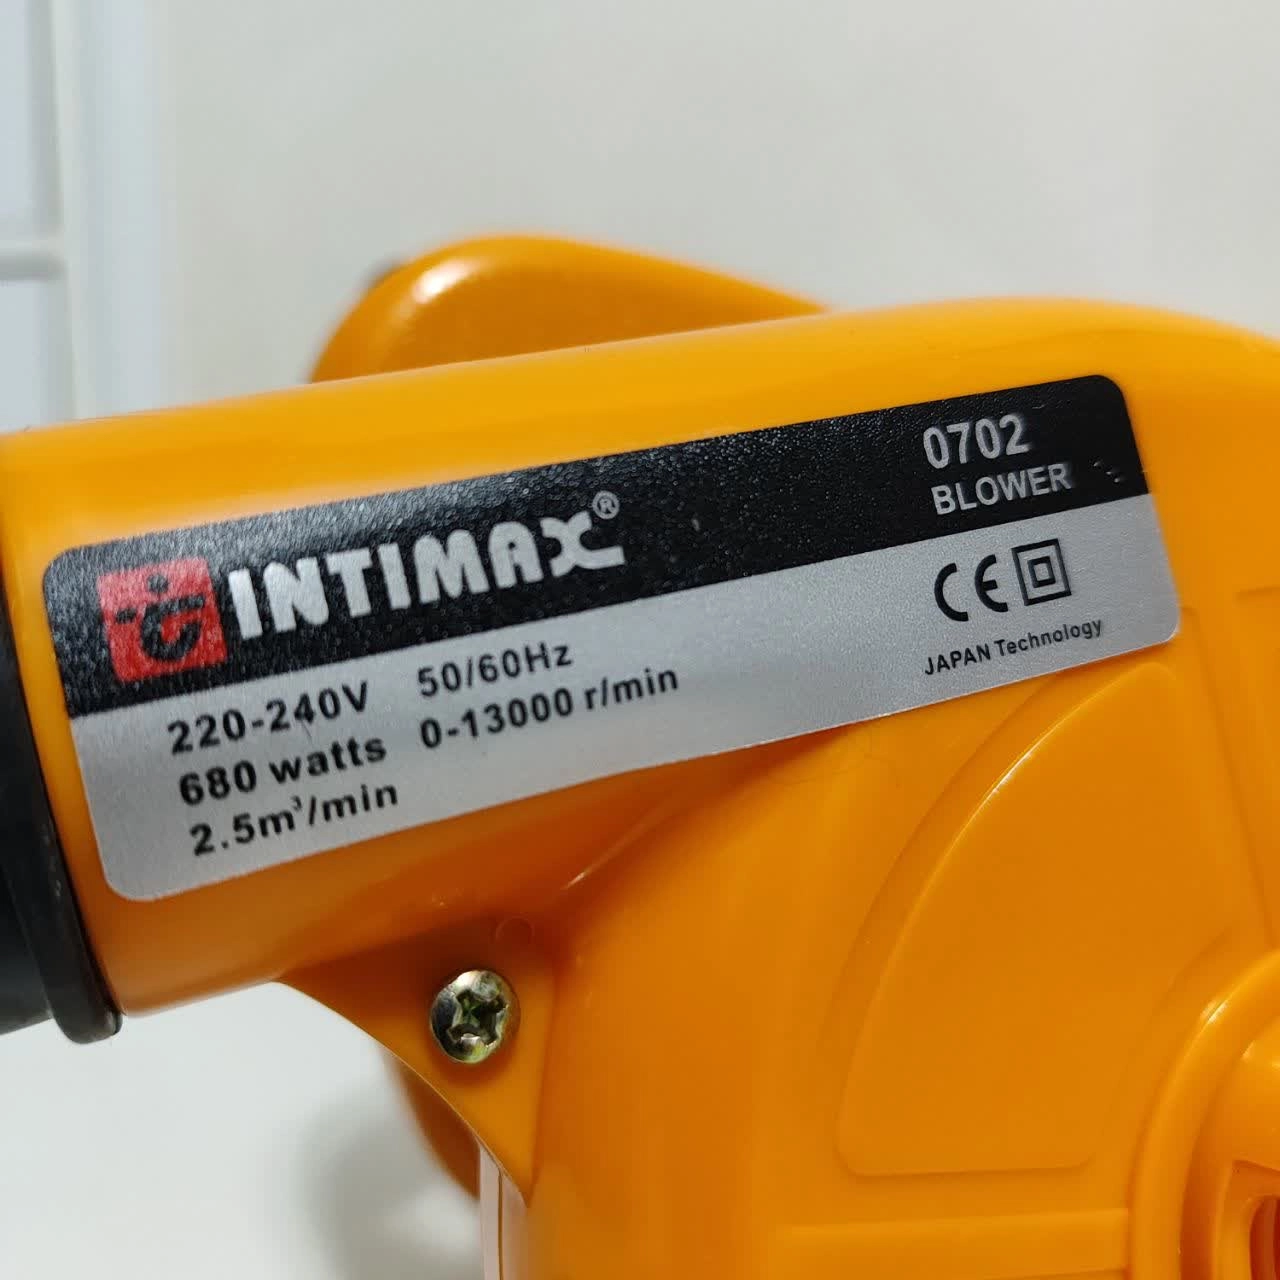 INTIMAX®
0702
BLOWER
220-240V 50/60Hz
680 watts 0-13000 r/min
2.5m³/min
CE
JAPAN Technology